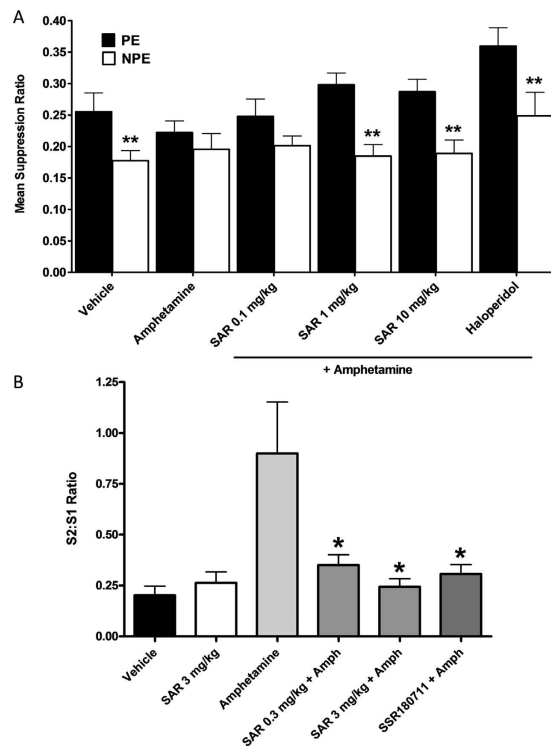 A
0.40
0.35
0.30
0.25
0.20
0.15
0.10
0.05
0.00
Mean Suppression Ratio
PE
NPE
**
**
**
**
Vehicle
Amphetamine
SAR 0.1 mg/kg
SAR 1 mg/kg
SAR 10 mg/kg
Haloperidol
+ Amphetamine
B
1.25
1.00
0.75
0.50
0.25
0.00
S2:S1 Ratio
*
*
*
Vehicle
SAR 3 mg/kg
Amphetamine
SAR 0.3 mg/kg + Amph
SAR 3 mg/kg + Amph
SSR180711 + Amph